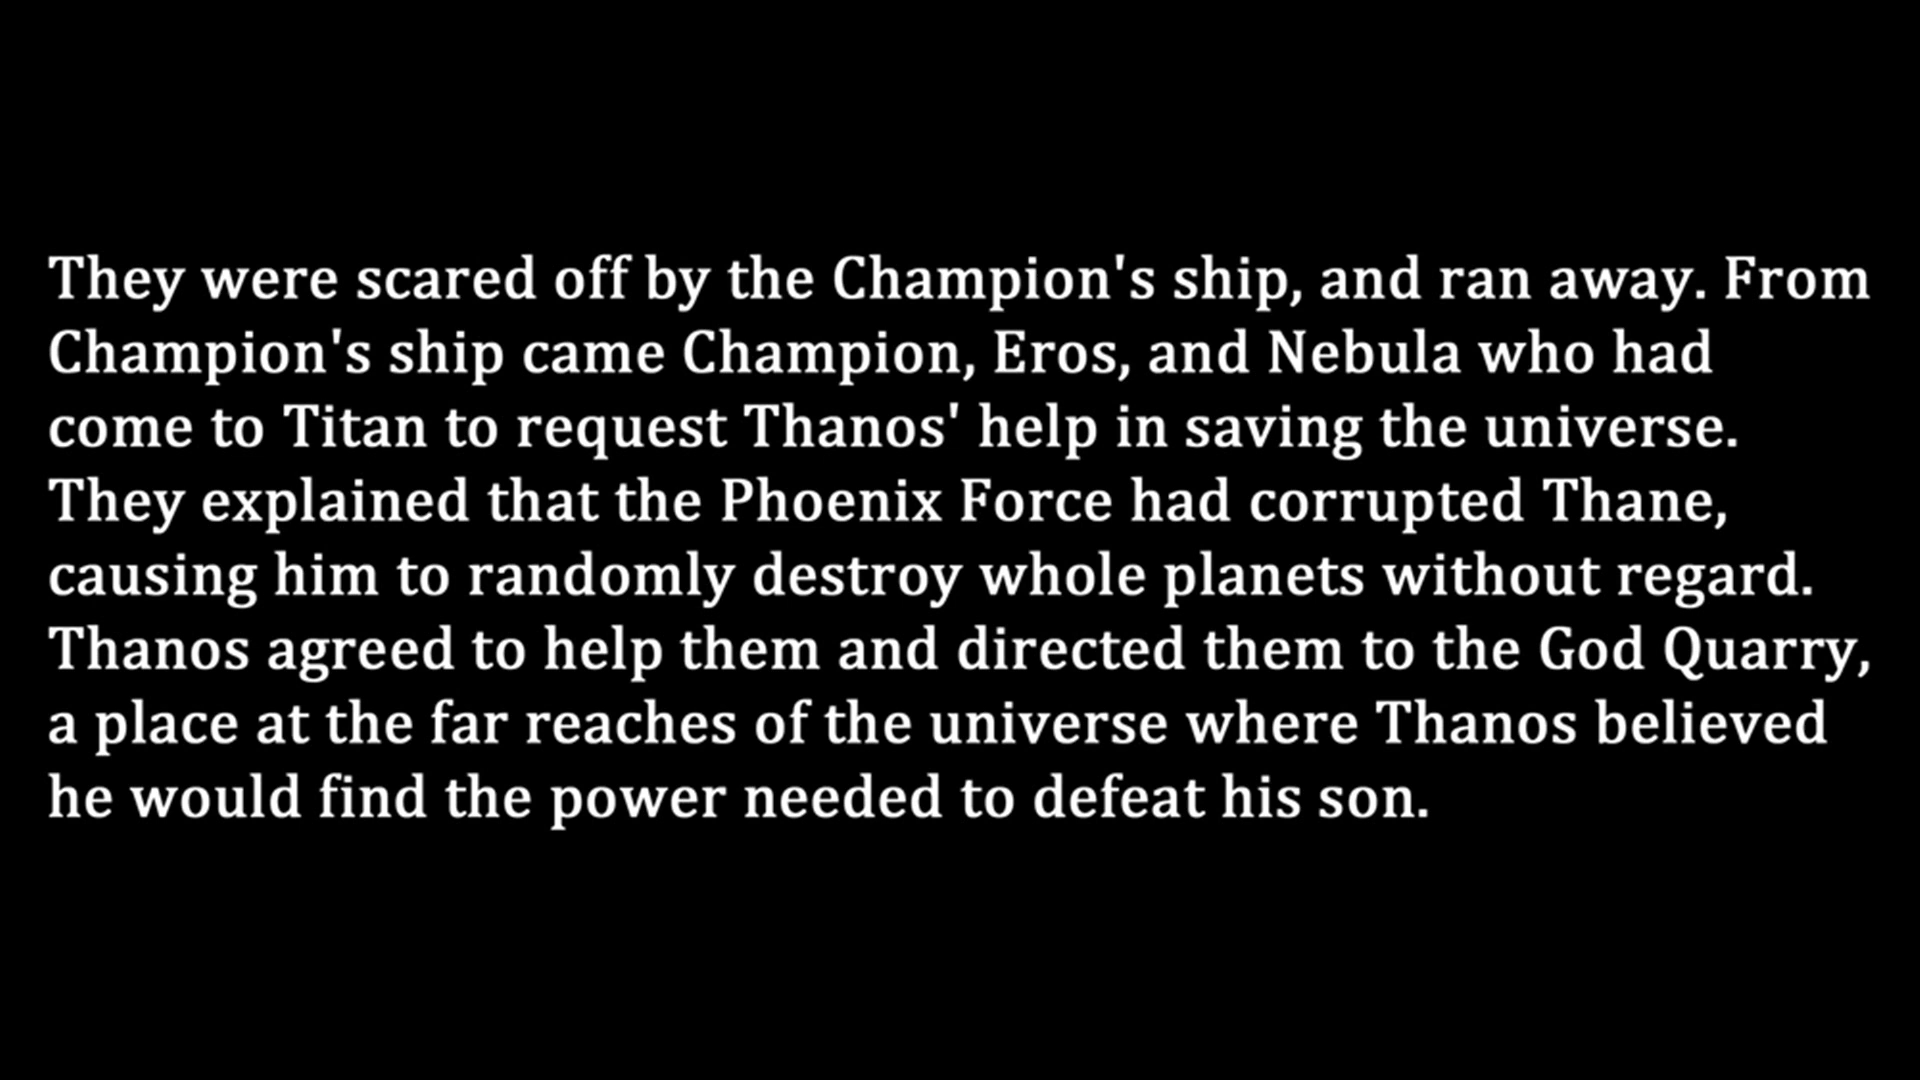 They were scared off by the Champion's ship, and ran away. From
Champion's ship came Champion, Eros, and Nebula who had
come to Titan to request Thanos' help in saving the universe.
They explained that the Phoenix Force had corrupted Thane,
causing him to randomly destroy whole planets without regard.
Thanos agreed to help them and directed them to the God Quarry,
a place at the far reaches of the universe where Thanos believed
he would find the power needed to defeat his son.